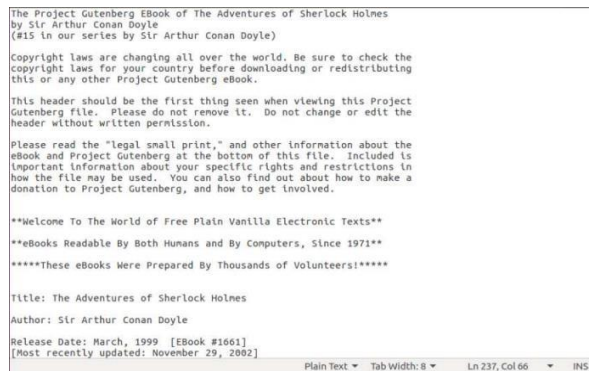 The Project Gutenberg EBook of The Adventures of Sherlock Holmes
by Sir Arthur Conan Doyle
(#15 in our series by Sir Arthur Conan Doyle)
Copyright laws are changing all over the world. Be sure to check the
copyright laws for your country before downloading or redistributing
this or any other Project Gutenberg eBook.
This header should be the first thing seen when viewing this Project
Gutenberg file.  Please do not remove it.  Do not change or edit the
header without written permission.
Please read the "legal small print," and other information about the
eBook and Project Gutenberg at the bottom of this file.  Included is
important information about your specific rights and restrictions in
how the file may be used.  You can also find out about how to make a
donation to Project Gutenberg, and how to get involved.
**Welcome To The World of Free Plain Vanilla Electronic Texts**
**eBooks Readable By Both Humans and By Computers, Since 1971**
*****These eBooks Were Prepared By Thousands of Volunteers!*****
Title: The Adventures of Sherlock Holmes
Author: Sir Arthur Conan Doyle
Release Date: March, 1999  [EBook #1661]
[Most recently updated: November 29, 2002]
Plain Text ▾  Tab Width: 8 ▾  Ln 237, Col 66  ▾  INS